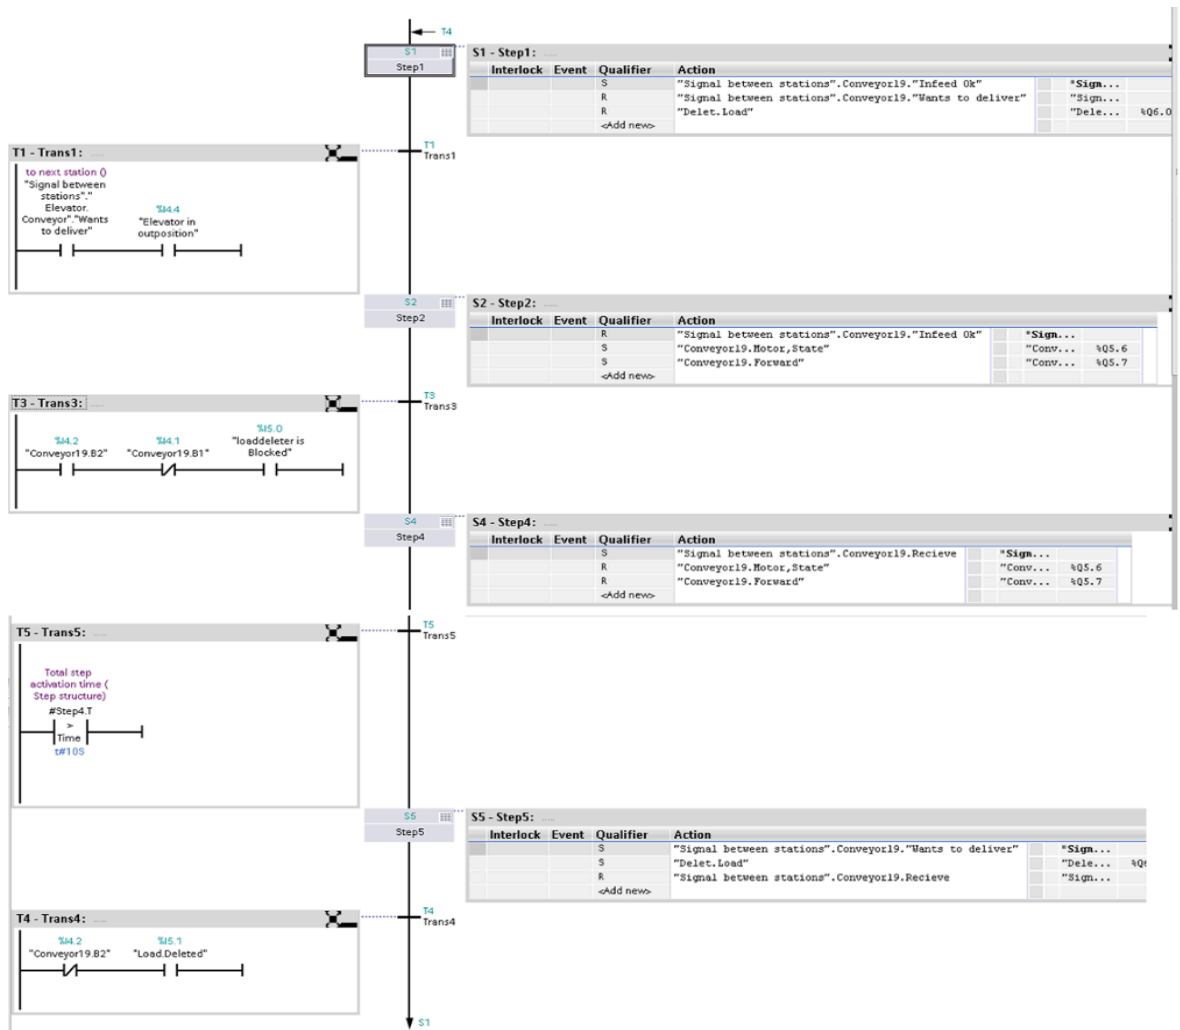 T4
S1
Step1
S1 - Step1: ....
Interlock Event Qualifier Action
S "Signal between stations".Conveyor19."Infeed Ok" "Sign...
R "Signal between stations".Conveyor19."Wants to deliver" "Sign...
R "Delet.Load" "Dele... %Q6.0
<Add new>
T1 - Trans1: ....
T1
Trans1
to next station ()
"Signal between
stations"."
Elevator.
Conveyor"."Wants
to deliver"
%I4.4
"Elevator in
outposition"
S2
Step2
S2 - Step2: ....
Interlock Event Qualifier Action
R "Signal between stations".Conveyor19."Infeed Ok" "Sign...
S "Conveyor19.Motor,State" "Conv... %Q5.6
S "Conveyor19.Forward" "Conv... %Q5.7
<Add new>
T3 - Trans3: ....
T3
Trans3
%I4.2
"Conveyor19.B2"
%I4.1
"Conveyor19.B1"
%I5.0
"loaddeleter is
Blocked"
S4
Step4
S4 - Step4: ....
Interlock Event Qualifier Action
S "Signal between stations".Conveyor19.Recieve "Sign...
R "Conveyor19.Motor,State" "Conv... %Q5.6
R "Conveyor19.Forward" "Conv... %Q5.7
<Add new>
T5 - Trans5: ....
T5
Trans5
Total step
activation time (
Step structure)
#Step4.T
>
Time
t#10S
S5
Step5
S5 - Step5: ....
Interlock Event Qualifier Action
S "Signal between stations".Conveyor19."Wants to deliver" "Sign...
S "Delet.Load" "Dele...
R "Signal between stations".Conveyor19.Recieve "Sign...
<Add new>
T4 - Trans4: ....
T4
Trans4
%I4.2
"Conveyor19.B2"
%I5.1
"Load.Deleted"
S1